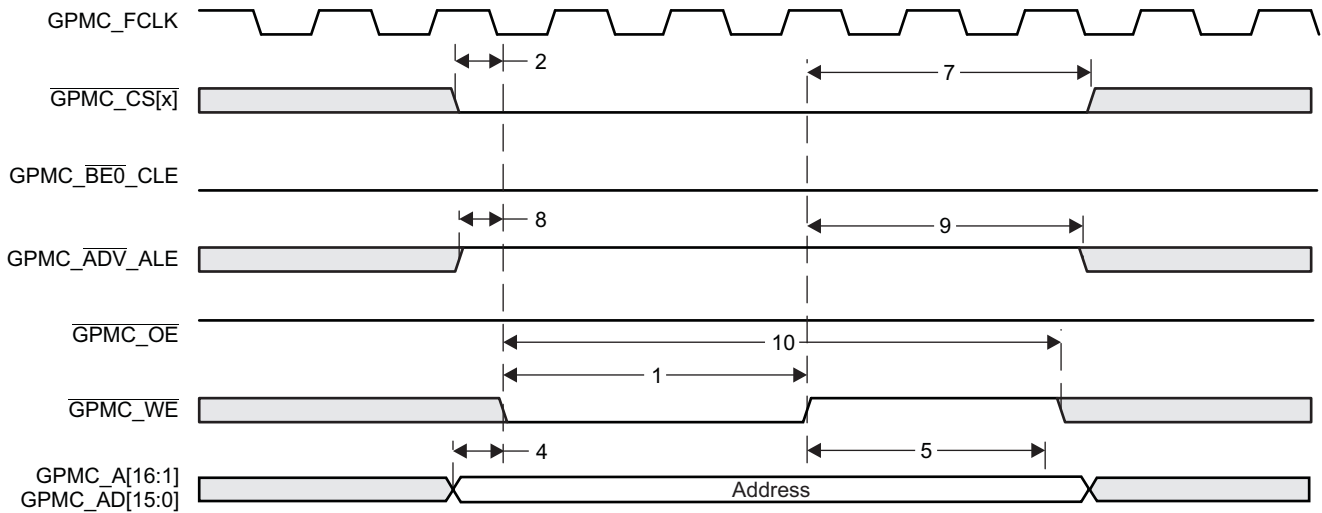 GPMC_FCLK
2
7
GPMC_CS[x]
GPMC_BE0_CLE
8
9
GPMC_ADV_ALE
GPMC_OE
10
1
GPMC_WE
4
5
GPMC_A[16:1]
GPMC_AD[15:0]
Address